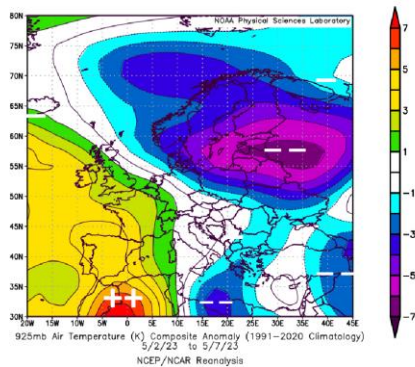 NOAA Physical Sciences Laboratory
80N
75N
70N
65N
60N
55N
50N
45N
40N
35N
30N
20W 15W 10W 5W 0 5E 10E 15E 20E 25E 30E 35E 40E 45E
7
5
3
1
-1
-2
-3
-5
-7
++
--
925mb Air Temperature (K) Composite Anomaly (1991-2020 Climatology)
5/2/23 to 5/7/23
NCEP/NCAR Reanalysis